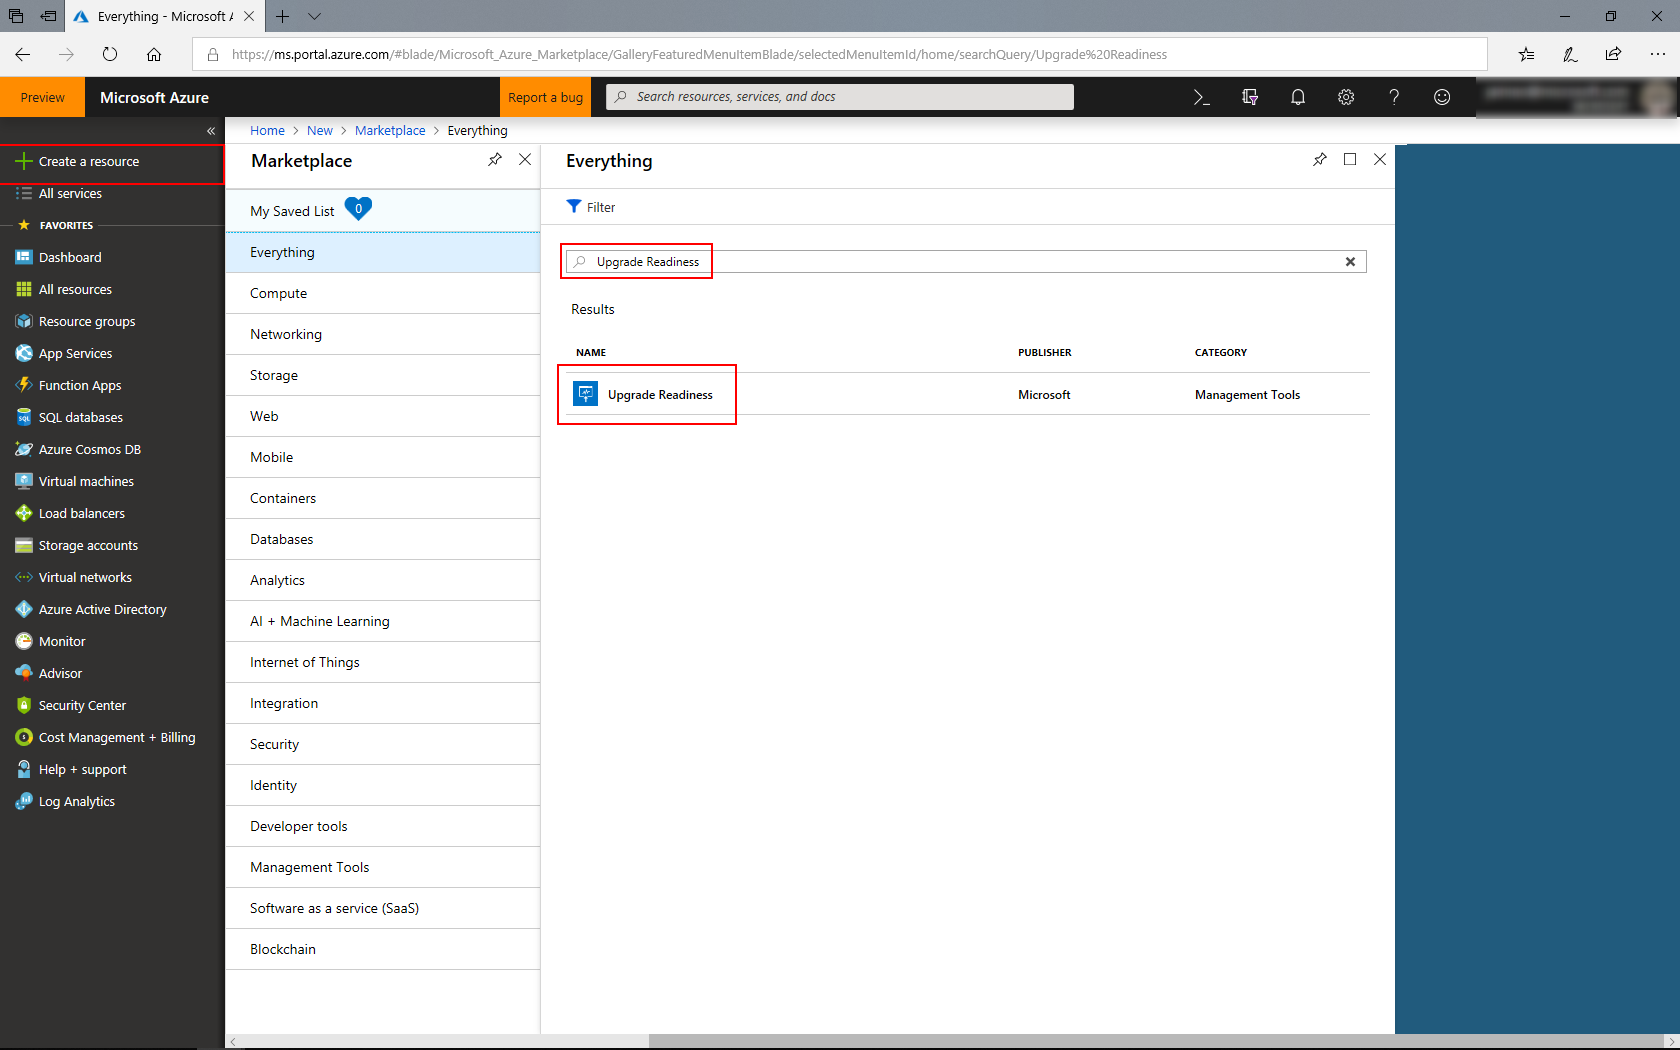 Everything - Microsoft A
https://ms.portal.azure.com/#blade/Microsoft_Azure_Marketplace/GalleryFeaturedMenuItemBlade/selectedMenuItemId/home/searchQuery/Upgrade%20Readiness
Preview
Microsoft Azure
Report a bug
Search resources, services, and docs
Home > New > Marketplace > Everything
Create a resource
All services
FAVORITES
Dashboard
All resources
Resource groups
App Services
Function Apps
SQL databases
Azure Cosmos DB
Virtual machines
Load balancers
Storage accounts
Virtual networks
Azure Active Directory
Monitor
Advisor
Security Center
Cost Management + Billing
Help + support
Log Analytics
Marketplace
My Saved List 0
Everything
Compute
Networking
Storage
Web
Mobile
Containers
Databases
Analytics
AI + Machine Learning
Internet of Things
Integration
Security
Identity
Developer tools
Management Tools
Software as a service (SaaS)
Blockchain
Everything
Filter
Upgrade Readiness
Results
NAME PUBLISHER CATEGORY
Upgrade Readiness Microsoft Management Tools